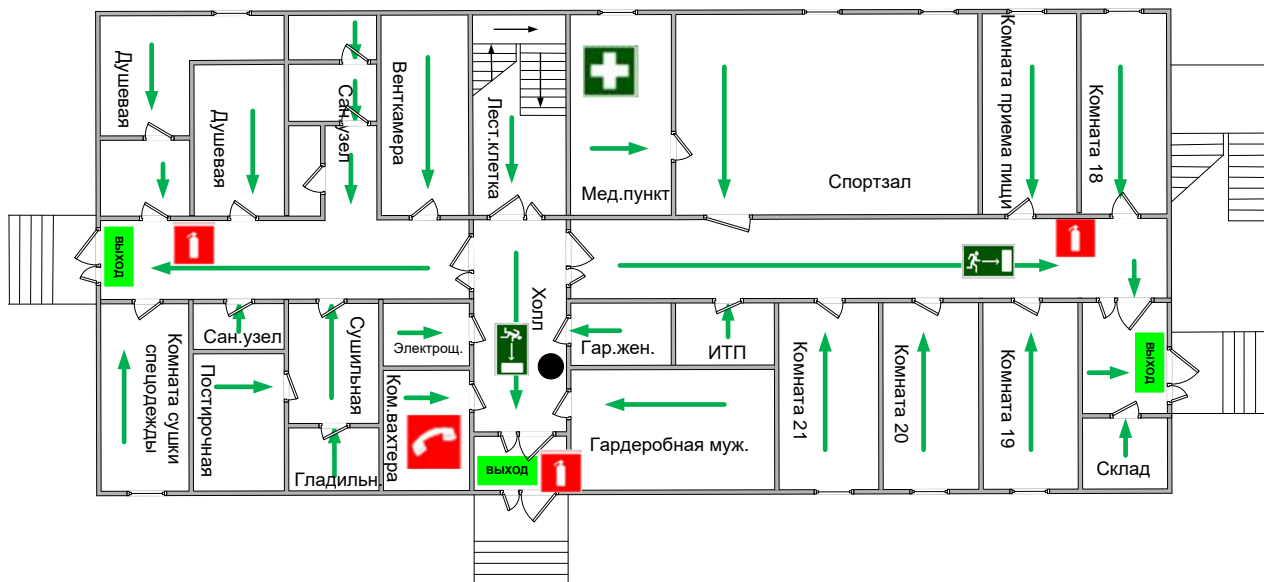 Душевая
Душевая
Сан.узел
Венткамера
Лест.клетка
Мед.пункт
Спортзал
Комната приема пищи
Комната 18
ВЫХОД
Холл
Комната сушки
спецодежды
Сан.узел
Постирочная
Сушильная
Гладильн.
Электрощ.
Ком.вахтера
ВЫХОД
Гар.жен.
ИТП
Гардеробная муж.
Комната 21
Комната 20
Комната 19
ВЫХОД
Склад